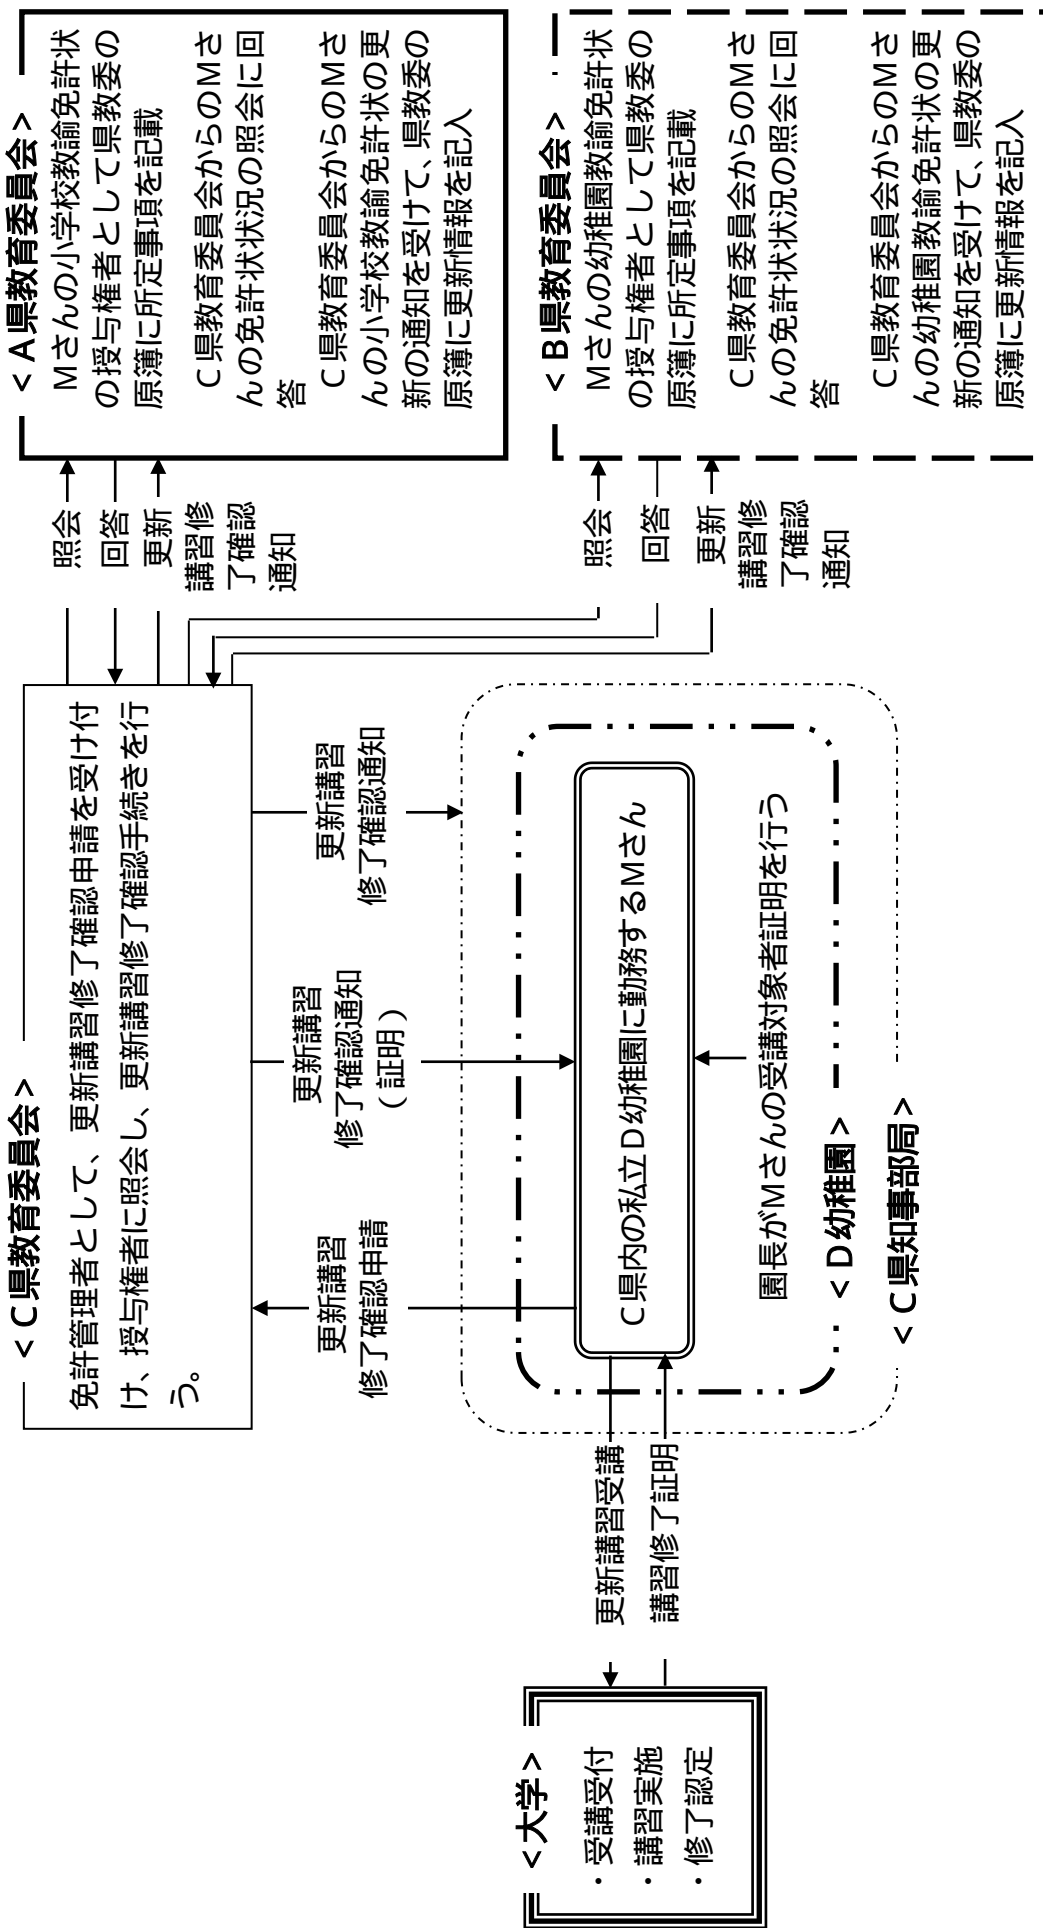 <大学>
・受講受付
・講習実施
・修了認定
更新講習受講
講習修了証明
<C県教育委員会>
免許管理者として、更新講習修了確認申請を受け付
け、授与権者に照会し、更新講習修了確認手続きを行
う。
更新講習
修了確認申請
更新講習
修了確認通知
(証明)
更新講習
修了確認通知
C県内の私立D幼稚園に勤務するMさん
園長がMさんの受講対象者証明を行う
<D幼稚園>
<C県知事部局>
照会
回答
更新
講習修
了確認
通知
照会
回答
更新
講習修
了確認
通知
<A県教育委員会>
Mさんの小学校教諭免許状
の授与権者として県教委の
原簿に所定事項を記載
C県教育委員会からのMさ
んの免許状状況の照会に回
答
C県教育委員会からのMさ
んの小学校教諭免許状の更
新の通知を受けて、県教委の
原簿に更新情報を記入
<B県教育委員会>
Mさんの幼稚園教諭免許状
の授与権者として県教委の
原簿に所定事項を記載
C県教育委員会からのMさ
んの免許状状況の照会に回
答
C県教育委員会からのMさ
んの幼稚園教諭免許状の更
新の通知を受けて、県教委の
原簿に更新情報を記入